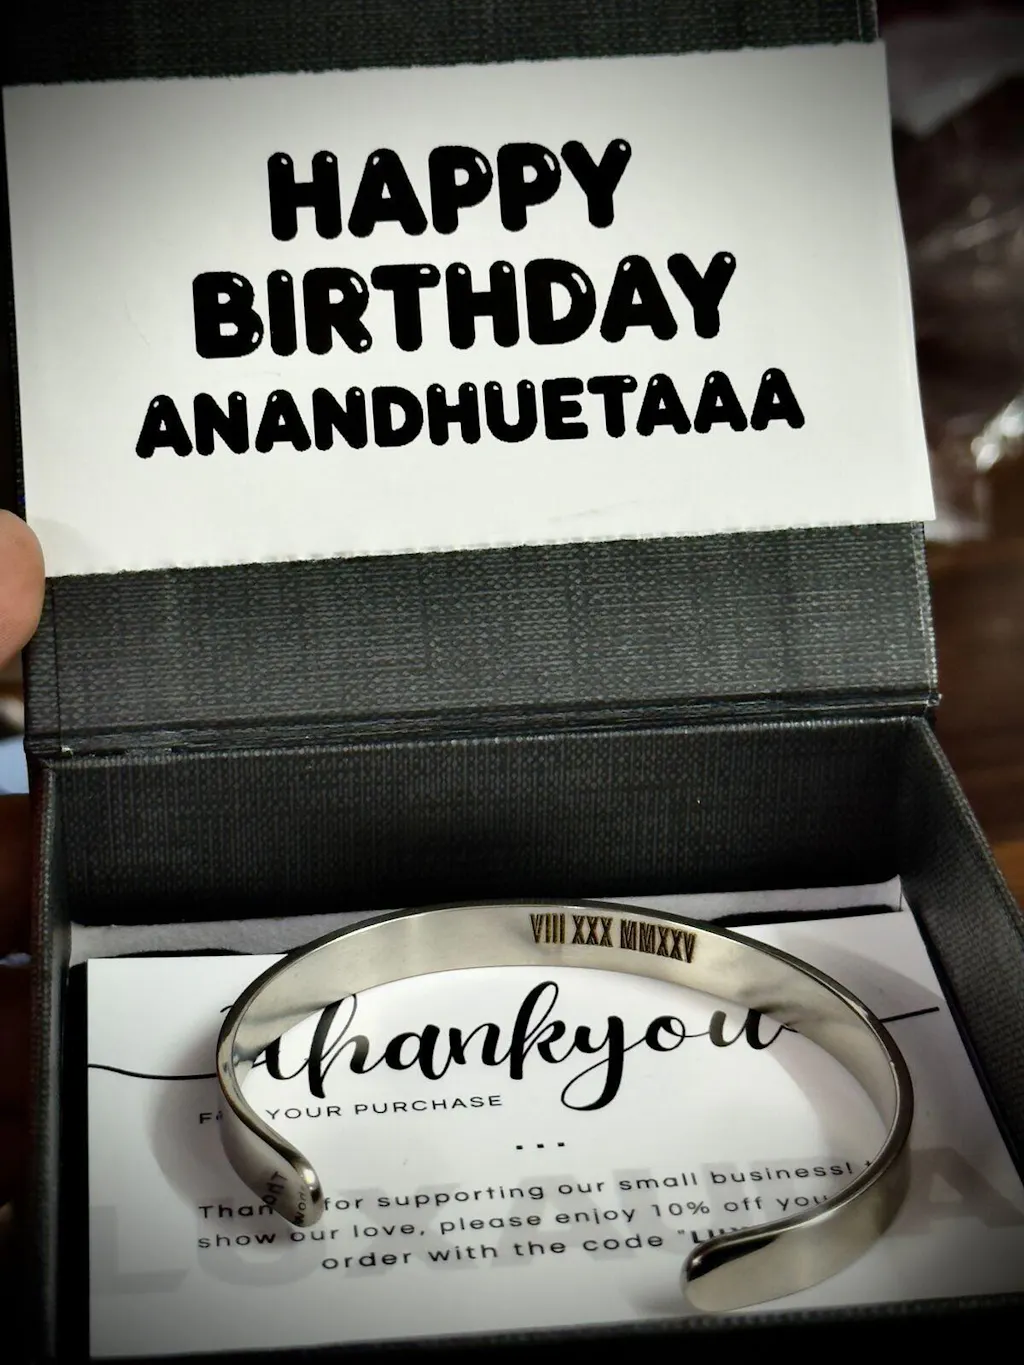 HAPPY
BIRTHDAY
ANANDHUETAAA
VIII XXX MMXXV
thankyou
YOUR PURCHASE
...
for supporting our small business!
show our love, please enjoy 10% off
order with the code